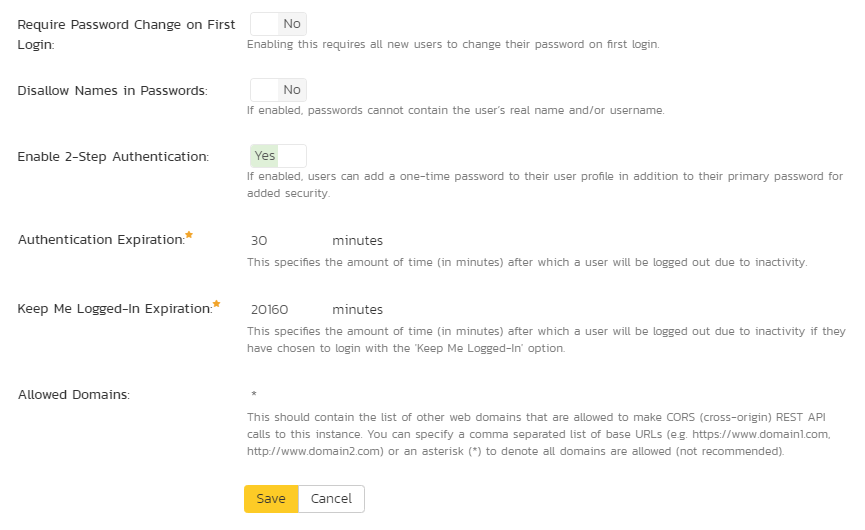 Require Password Change on First
Login:
No
Enabling this requires all new users to change their password on first login.
Disallow Names in Passwords:
No
If enabled, passwords cannot contain the user's real name and/or username.
Enable 2-Step Authentication:
Yes
If enabled, users can add a one-time password to their user profile in addition to their primary password for
added security.
Authentication Expiration:
30 minutes
This specifies the amount of time (in minutes) after which a user will be logged out due to inactivity.
Keep Me Logged-In Expiration:
20160 minutes
This specifies the amount of time (in minutes) after which a user will be logged out due to inactivity if they
have chosen to login with the 'Keep Me Logged-In' option.
Allowed Domains:
*
This should contain the list of other web domains that are allowed to make CORS (cross-origin) REST API
calls to this instance. You can specify a comma separated list of base URLs (e.g. https://www.domain1.com,
http://www.domain2.com) or an asterisk (*) to denote all domains are allowed (not recommended).
Save Cancel